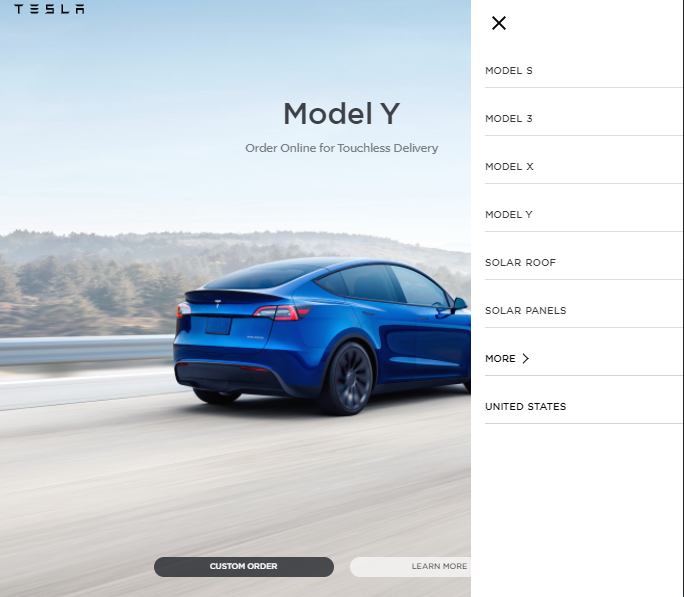 TESLA
Model Y
Order Online for Touchless Delivery
CUSTOM ORDER
LEARN MORE
MODEL S
MODEL 3
MODEL X
MODEL Y
SOLAR ROOF
SOLAR PANELS
MORE
UNITED STATES